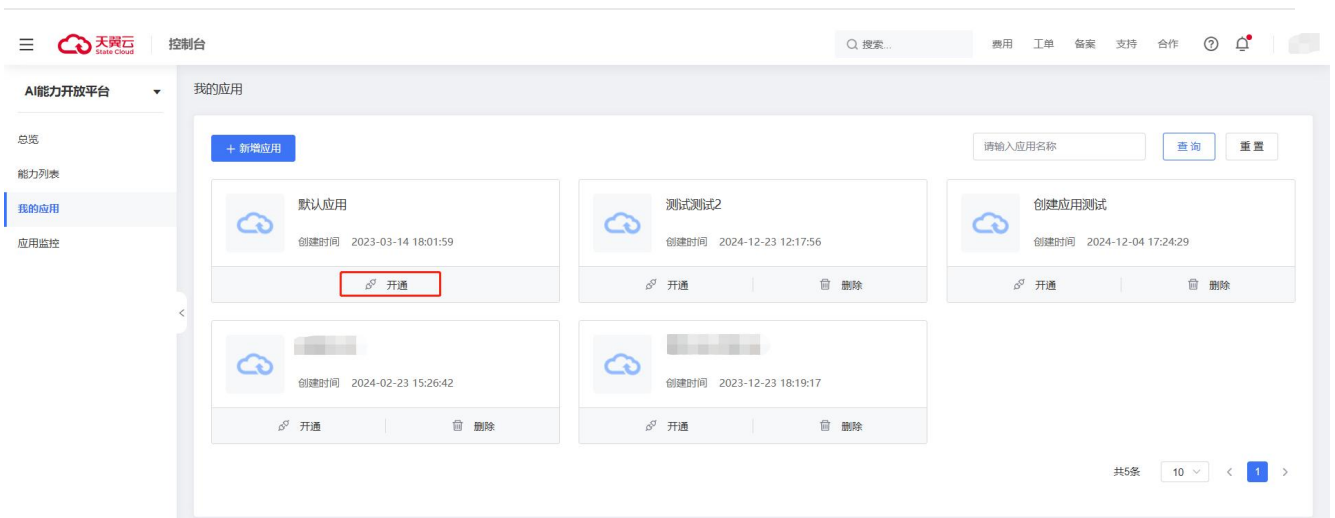 天翼云
State Cloud
控制台
搜索...
费用 工单 备案 支持 合作
AI能力开放平台
总览
能力列表
我的应用
应用监控
我的应用
+ 新增应用
请输入应用名称
查询 重置
默认应用
创建时间 2023-03-14 18:01:59
开通
测试测试2
创建时间 2024-12-23 12:17:56
开通 删除
创建应用测试
创建时间 2024-12-04 17:24:29
开通 删除
创建时间 2024-02-23 15:26:42
开通 删除
创建时间 2023-12-23 18:19:17
开通 删除
共5条 10 < 1 >